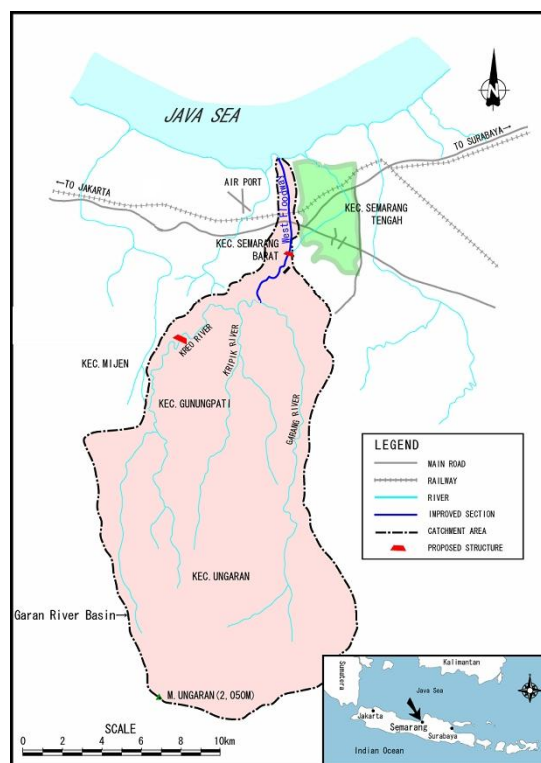 JAVA SEA
N
TO SURABAYA→
←TO JAKARTA
AIR PORT
West Floodway
KEC. SEMARANG
TENGAH
KEC. SEMARANG
BARAT
KREO RIVER
KRIPIK RIVER
KEC. MIJEN
KEC. GUNUNGPATI
GARANG RIVER
LEGEND
MAIN ROAD
RAILWAY
RIVER
IMPROVED SECTION
CATCHMENT AREA
PROPOSED STRUCTURE
KEC. UNGARAN
Garan River Basin→
M. UNGARAN(2,050M)
SCALE
0 2 4 6 8 10km
Sumatera
Kalimantan
Java Sea
Jakarta
Semarang
Surabaya
Indian Ocean